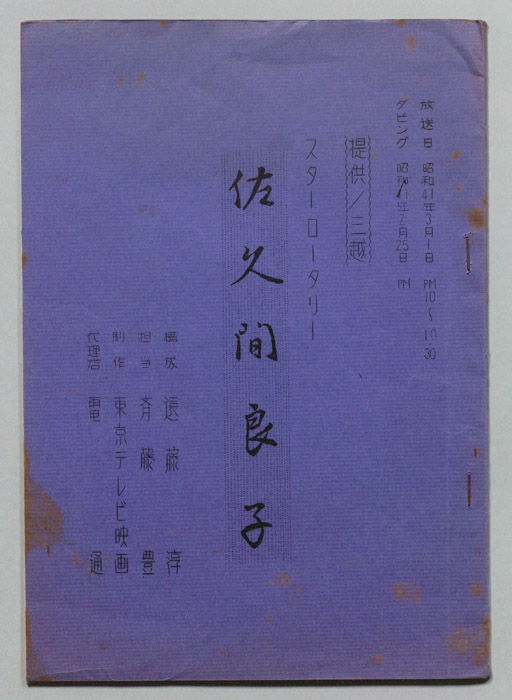 放送日 昭和41年3月1日 PM10〜10.30
ダビング 昭和41年2月25日 PM
提供/三越
スターロータリー
佐久間良子
構成 遠藤 淳
担当 斉藤 豊
制作 東京テレビ映画
代理店 電通